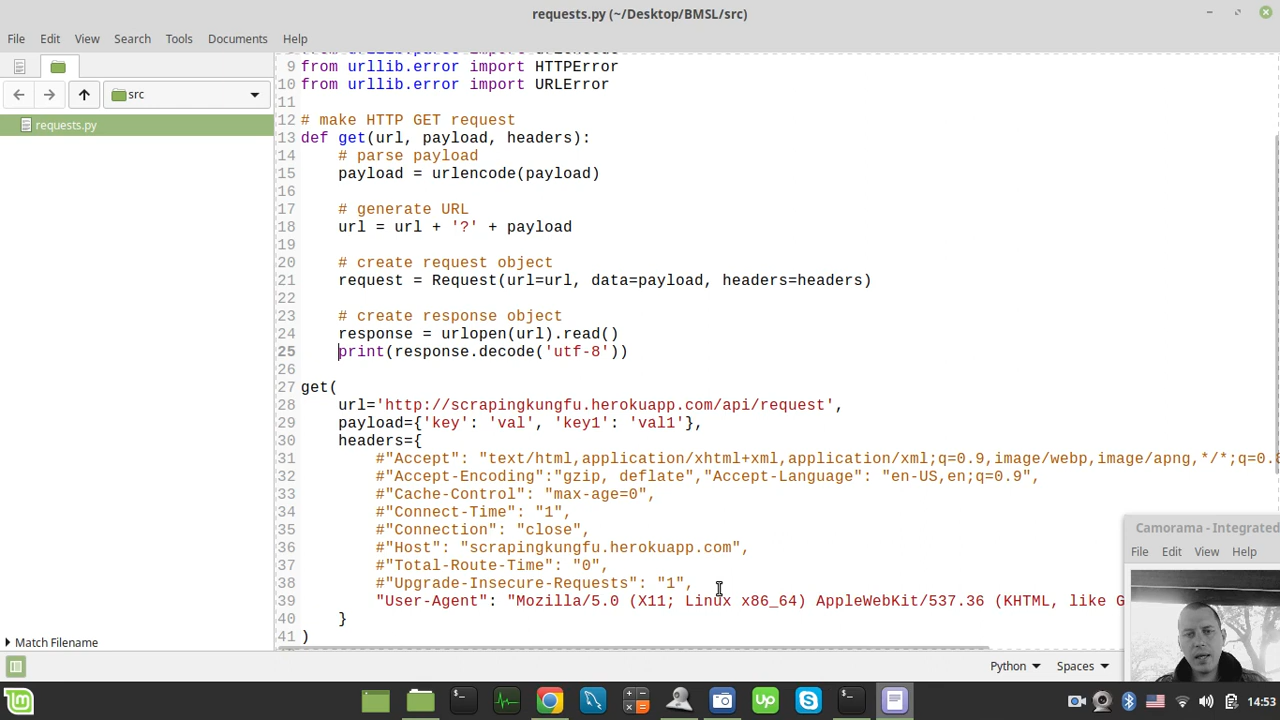 requests.py (~/Desktop/BMSL/src)
File Edit View Search Tools Documents Help
src
requests.py
9 from urllib.error import HTTPError
10 from urllib.error import URLError
11
12 # make HTTP GET request
13 def get(url, payload, headers):
14 # parse payload
15 payload = urlencode(payload)
16
17 # generate URL
18 url = url + '?' + payload
19
20 # create request object
21 request = Request(url=url, data=payload, headers=headers)
22
23 # create response object
24 response = urlopen(url).read()
25 print(response.decode('utf-8'))
26
27 get(
28 url='http://scrapingkungfu.herokuapp.com/api/request',
29 payload={'key': 'val', 'key1': 'val1'},
30 headers={
31 #"Accept": "text/html,application/xhtml+xml,application/xml;q=0.9,image/webp,image/apng,*/*;q=0.8
32 #"Accept-Encoding":"gzip, deflate","Accept-Language": "en-US,en;q=0.9",
33 #"Cache-Control": "max-age=0",
34 #"Connect-Time": "1",
35 #"Connection": "close",
36 #"Host": "scrapingkungfu.herokuapp.com",
37 #"Total-Route-Time": "0",
38 #"Upgrade-Insecure-Requests": "1",
39 "User-Agent": "Mozilla/5.0 (X11; Linux x86_64) AppleWebKit/537.36 (KHTML, like G
40 }
41 )
Camorama - Integrated
File Edit View Help
Match Filename
Python Spaches
14:53